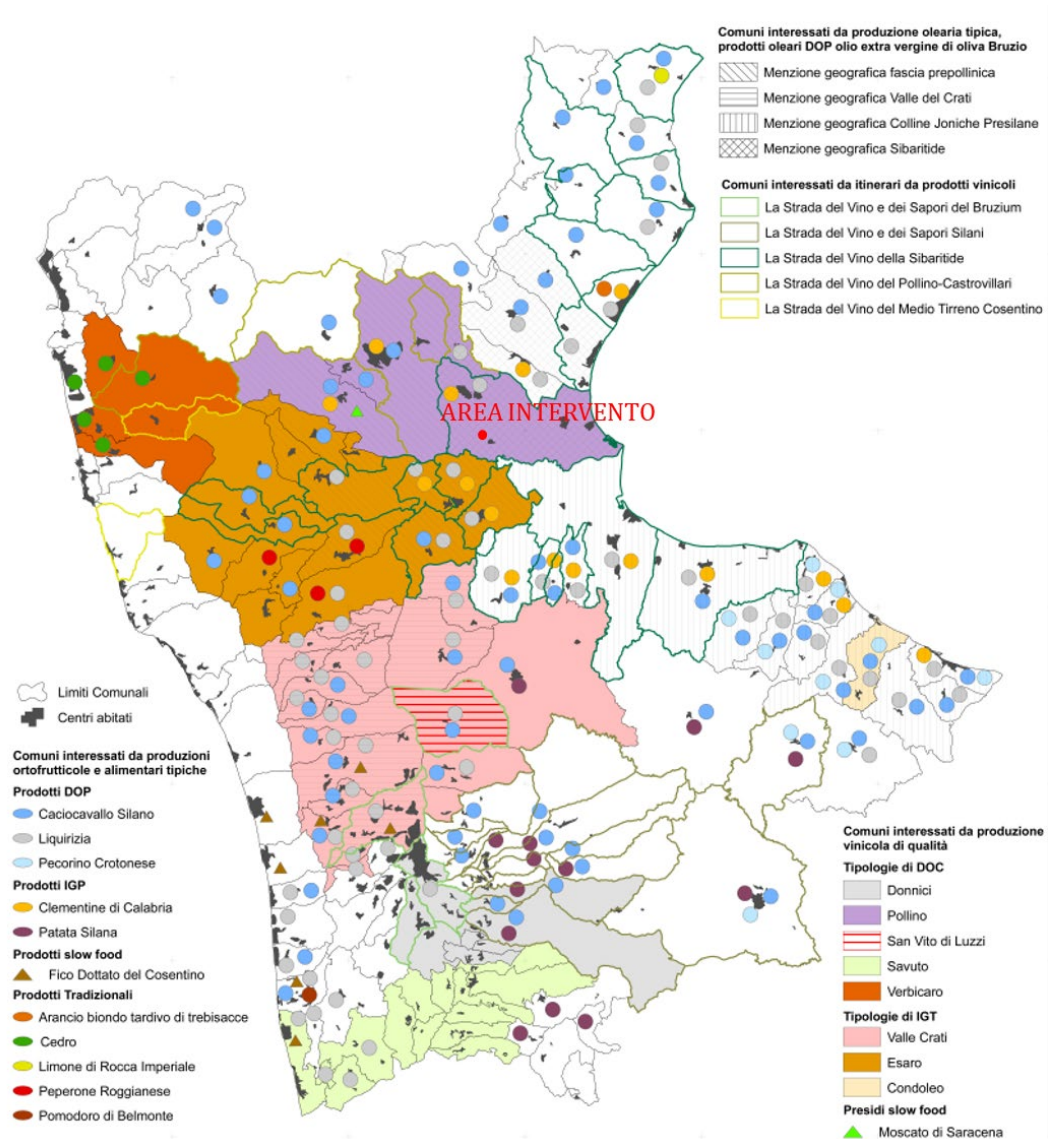 Comuni interessati da produzione olearia tipica,
prodotti oleari DOP olio extra vergine di oliva Bruzio
Menzione geografica fascia prepollinica
Menzione geografica Valle del Crati
Menzione geografica Colline Joniche Presilane
Menzione geografica Sibaritide
Comuni interessati da itinerari da prodotti vinicoli
La Strada del Vino e dei Sapori del Bruzium
La Strada del Vino e dei Sapori Silani
La Strada del Vino della Sibaritide
La Strada del Vino del Pollino-Castrovillari
La Strada del Vino del Medio Tirreno Cosentino
AREA INTERVENTO
Limiti Comunali
Centri abitati
Comuni interessati da produzioni
ortofrutticole e alimentari tipiche
Prodotti DOP
Caciocavallo Silano
Liquirizia
Pecorino Crotonese
Prodotti IGP
Clementine di Calabria
Patata Silana
Prodotti slow food
Fico Dottato del Cosentino
Prodotti Tradizionali
Arancio biondo tardivo di trebisacce
Cedro
Limone di Rocca Imperiale
Peperone Roggianese
Pomodoro di Belmonte
Comuni interessati da produzione
vinicola di qualità
Tipologie di DOC
Donnici
Pollino
San Vito di Luzzi
Savuto
Verbicaro
Tipologie di IGT
Valle Crati
Esaro
Condoleo
Presidi slow food
Moscato di Saracena